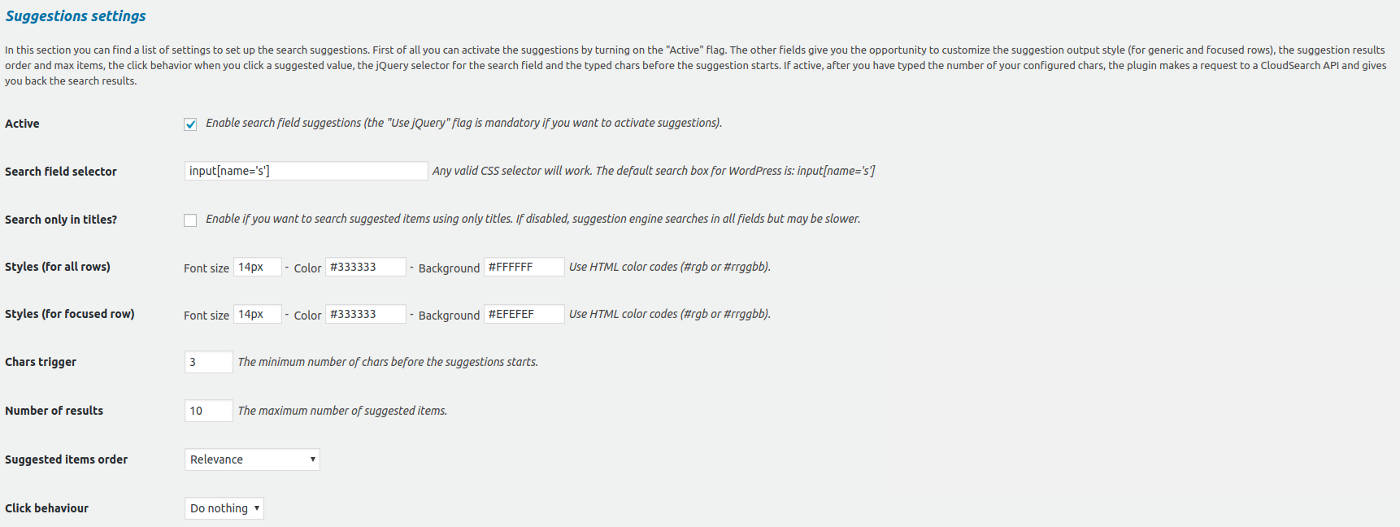 Suggestions settings
In this section you can find a list of settings to set up the search suggestions. First of all you can activate the suggestions by turning on the "Active" flag. The other fields give you the opportunity to customize the suggestion output style (for generic and focused rows), the suggestion results
order and max items, the click behavior when you click a suggested value, the jQuery selector for the search field and the typed chars before the suggestion starts. If active, after you have typed the number of your configured chars, the plugin makes a request to a CloudSearch API and gives
you back the search results.
Active Enable search field suggestions (the "Use jQuery" flag is mandatory if you want to activate suggestions).
Search field selector input[name='s'] Any valid CSS selector will work. The default search box for WordPress is: input[name='s']
Search only in titles? Enable if you want to search suggested items using only titles. If disabled, suggestion engine searches in all fields but may be slower.
Styles (for all rows) Font size 14px - Color #333333 - Background #FFFFFF Use HTML color codes (#rgb or #rrggbb).
Styles (for focused row) Font size 14px - Color #333333 - Background #EFEFEF Use HTML color codes (#rgb or #rrggbb).
Chars trigger 3 The minimum number of chars before the suggestions starts.
Number of results 10 The maximum number of suggested items.
Suggested items order Relevance
Click behaviour Do nothing